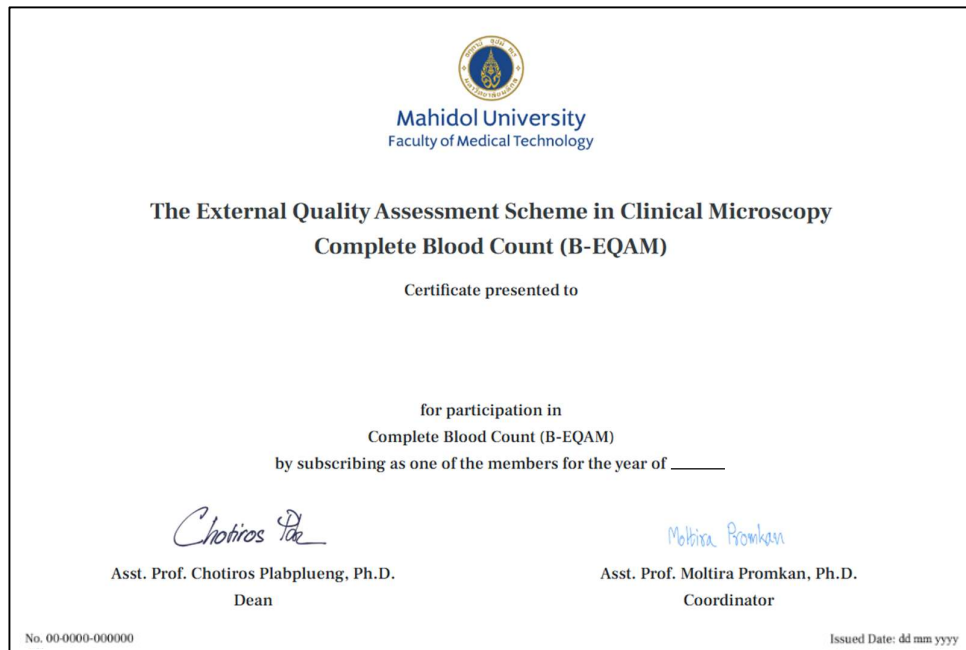 Mahidol University
Faculty of Medical Technology
The External Quality Assessment Scheme in Clinical Microscopy
Complete Blood Count (B-EQAM)
Certificate presented to
for participation in
Complete Blood Count (B-EQAM)
by subscribing as one of the members for the year of ______
Chotiros
Moltira Promkan
Asst. Prof. Chotiros Plabplueng, Ph.D.
Asst. Prof. Moltira Promkan, Ph.D.
Dean
Coordinator
No. 00-0000-000000
Issued Date: dd mm yyyy